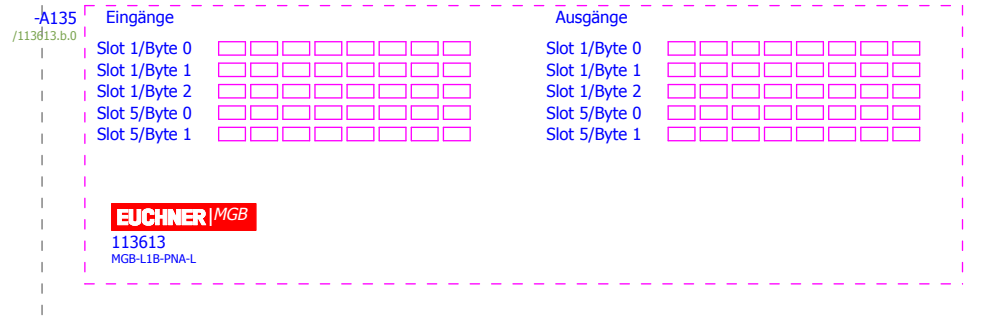 -A135
/113613.b.0
Eingänge
Ausgänge
Slot 1/Byte 0
Slot 1/Byte 0
Slot 1/Byte 1
Slot 1/Byte 1
Slot 1/Byte 2
Slot 1/Byte 2
Slot 5/Byte 0
Slot 5/Byte 0
Slot 5/Byte 1
Slot 5/Byte 1
EUCHNER|MGB
113613
MGB-L1B-PNA-L